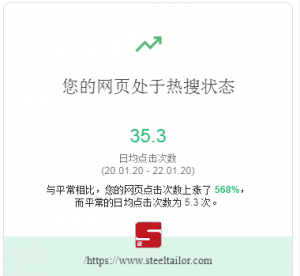 您的网页处于热搜状态
35.3
日均点击次数
(20.01.20 - 22.01.20)
与平常相比，您的网页点击次数上涨了 568%，
而平常的日均点击次数为 5.3 次。
/https://www.steeltailor.com